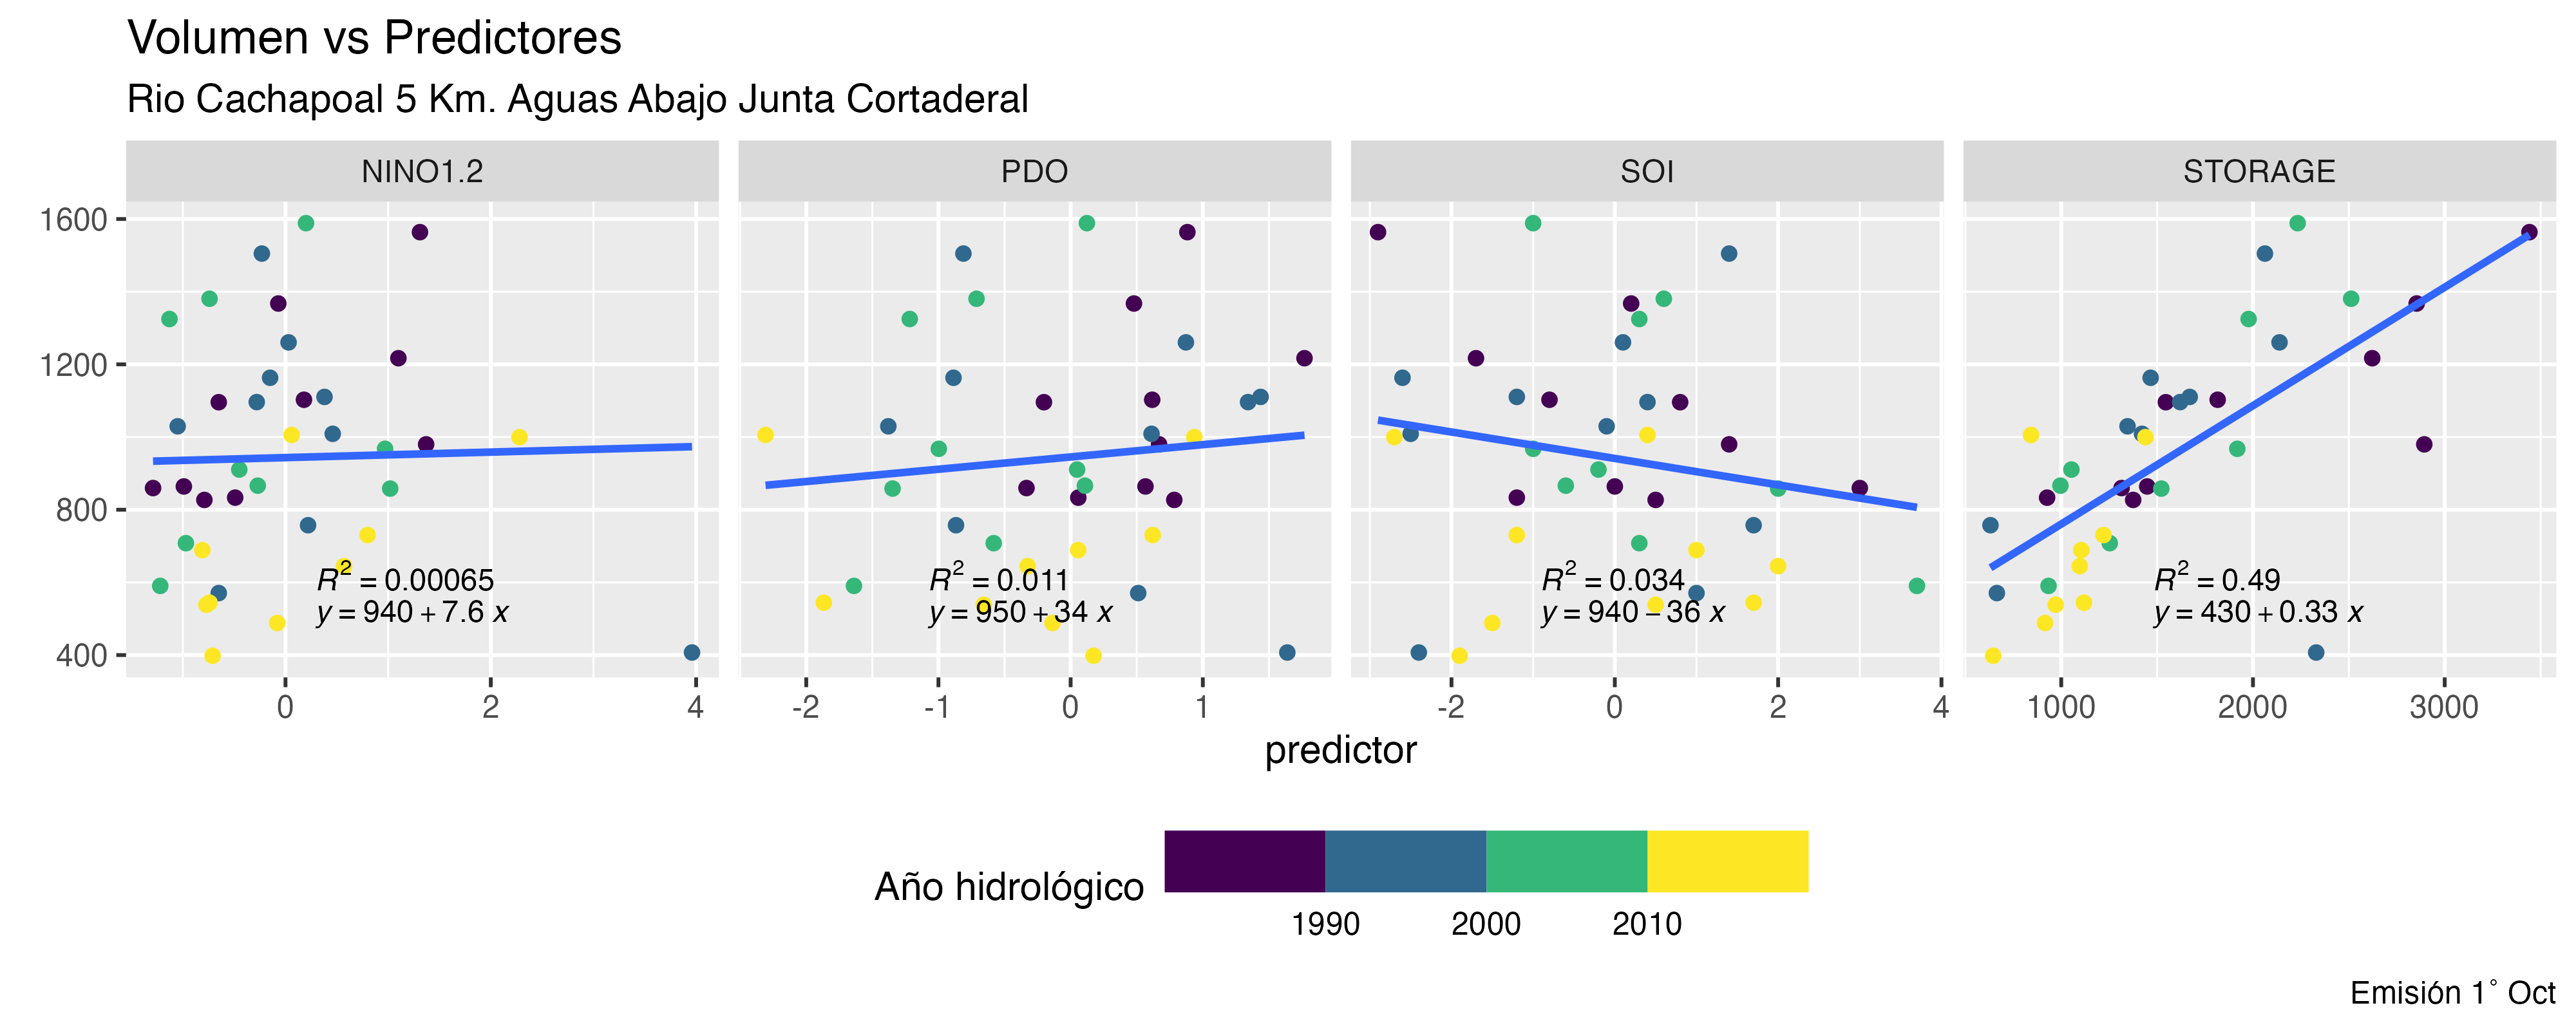 Volumen vs Predictores
Rio Cachapoal 5 Km. Aguas Abajo Junta Cortaderal
NINO1.2 PDO SOI STORAGE
1600
1200
800
400
R² = 0.00065 R² = 0.011 R² = 0.034 R² = 0.49
y = 940 + 7.6 x y = 950 + 34 x y = 940 − 36 x y = 430 + 0.33 x
0 2 4 -2 -1 0 1 -2 0 2 4 1000 2000 3000
predictor
Año hidrológico
1990 2000 2010
Emisión 1° Oct